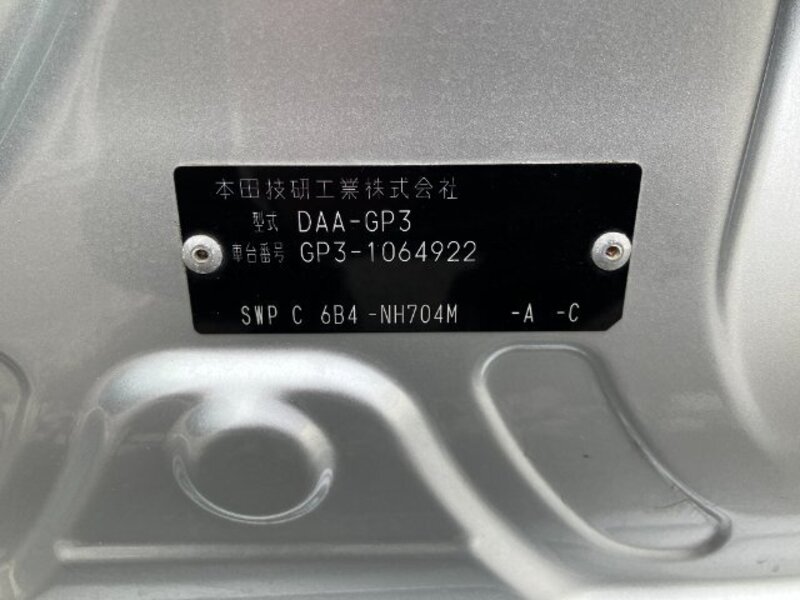 本田技研工業株式会社
型式 DAA-GP3
車台番号 GP3-1064922
SWP C 6B4 -NH704M -A -C